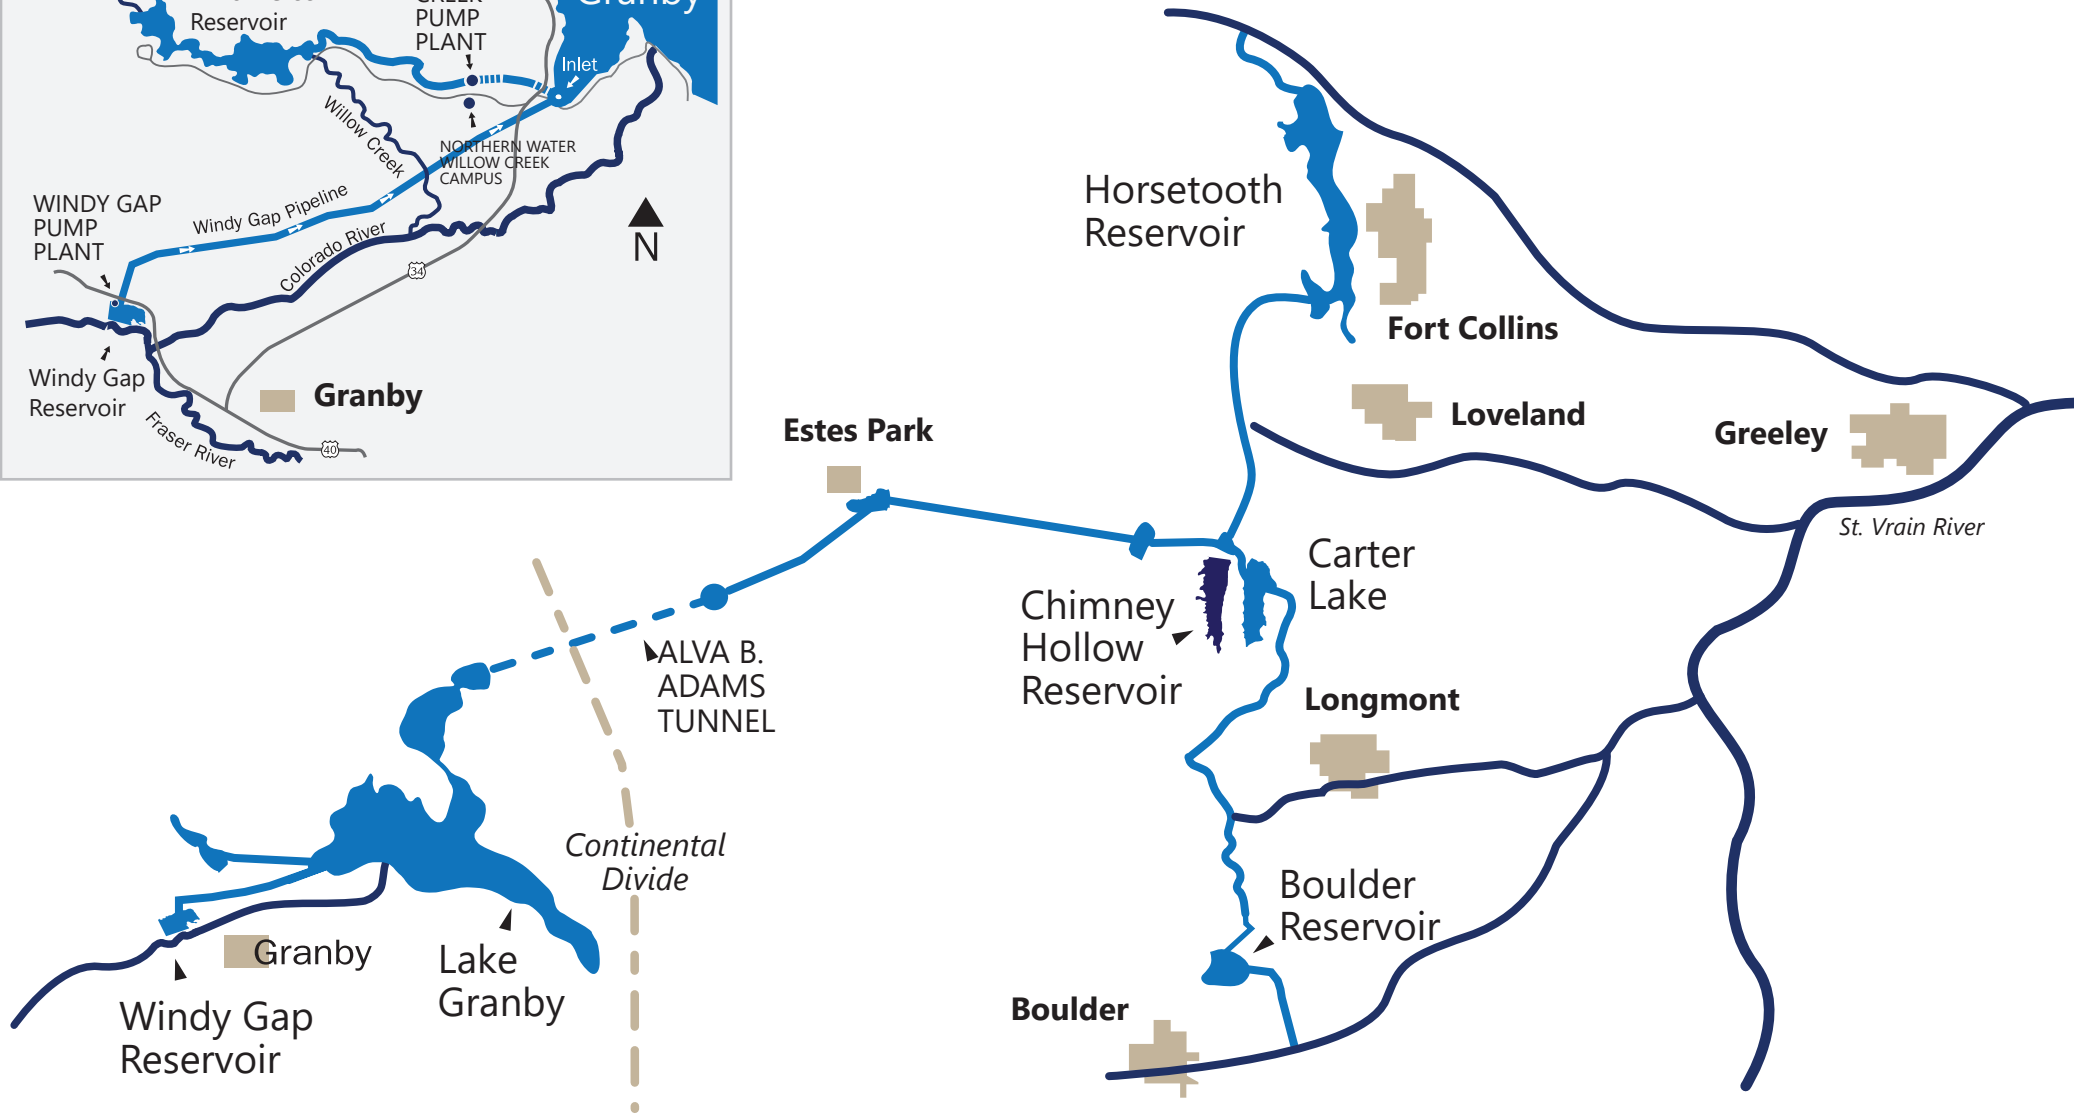 Reservoir
PUMP
PLANT
Granby
Inlet
Willow Creek
NORTHERN WATER
WILLOW CREEK
CAMPUS
WINDY GAP
PUMP
PLANT
Windy Gap Pipeline
Colorado River
N
34
Windy Gap
Reservoir
Granby
Fraser River
40
Horsetooth
Reservoir
Fort Collins
Loveland
Greeley
Estes Park
St. Vrain River
Carter
Lake
Chimney
Hollow
Reservoir
ALVA B.
ADAMS
TUNNEL
Longmont
Continental
Divide
Boulder
Reservoir
Granby
Lake
Granby
Windy Gap
Reservoir
Boulder